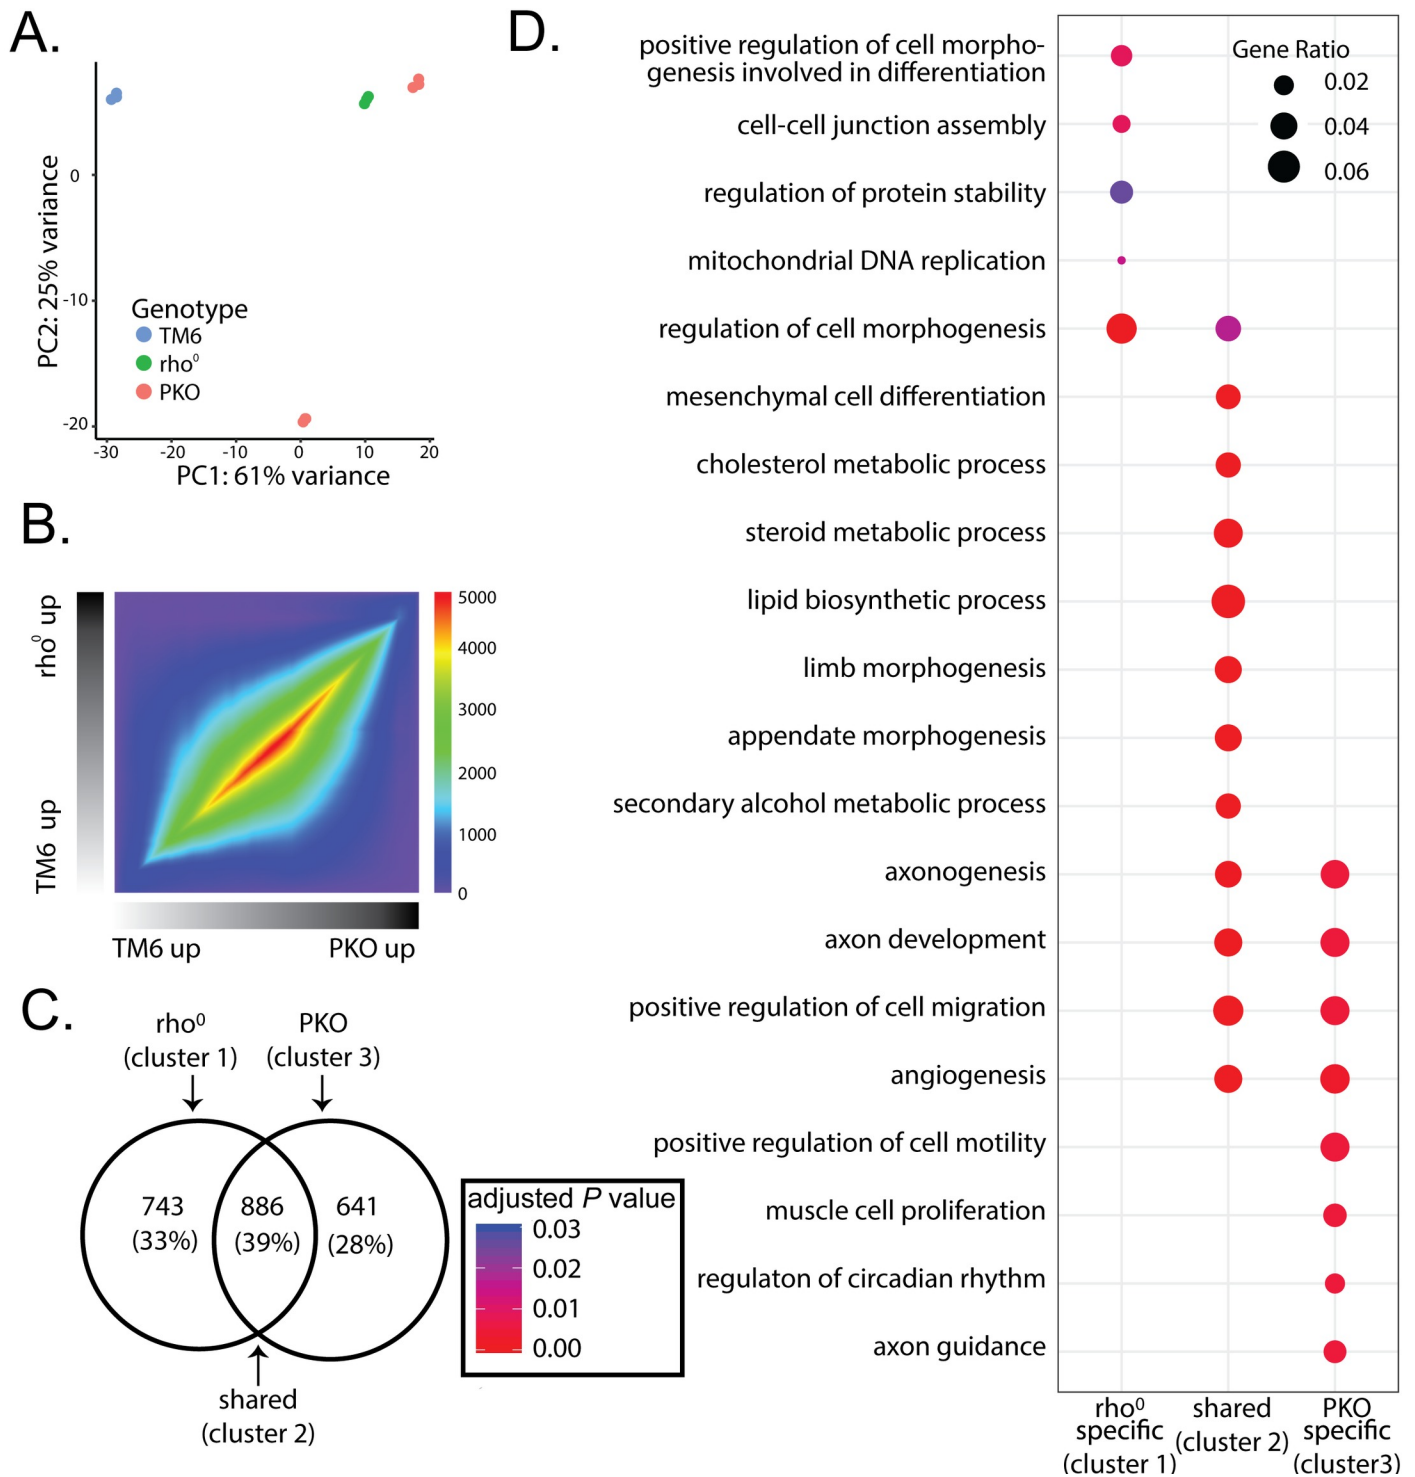 A.
PC2: 25% variance
0
-10
-20
Genotype
TM6
rho⁰
PKO
-30
-20
-10
0
10
20
PC1: 61% variance
B.
rho⁰ up
TM6 up
5000
4000
3000
2000
1000
0
TM6 up
PKO up
C.
rho⁰
(cluster 1)
PKO
(cluster 3)
743
(33%)
886
(39%)
641
(28%)
shared
(cluster 2)
adjusted P value
0.03
0.02
0.01
0.00
D.
positive regulation of cell morpho-
genesis involved in differentiation
cell-cell junction assembly
regulation of protein stability
mitochondrial DNA replication
regulation of cell morphogenesis
mesenchymal cell differentiation
cholesterol metabolic process
steroid metabolic process
lipid biosynthetic process
limb morphogenesis
appendate morphogenesis
secondary alcohol metabolic process
axonogenesis
axon development
positive regulation of cell migration
angiogenesis
positive regulation of cell motility
muscle cell proliferation
regulaton of circadian rhythm
axon guidance
Gene Ratio
0.02
0.04
0.06
rho⁰
specific
(cluster 1)
shared
(cluster 2)
PKO
specific
(cluster3)